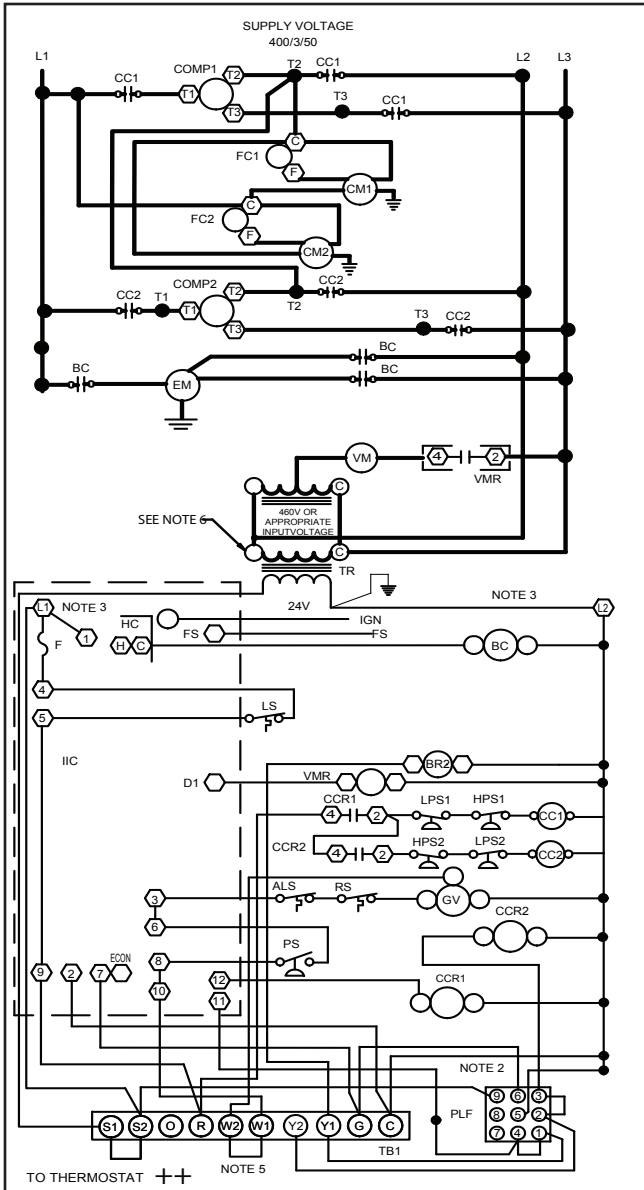 SUPPLY VOLTAGE
400/3/50
L1
L2
L3
CC1
COMP1
T2
T2
CC1
T1
T3
T3
CC1
C
FC1
F
CM1
C
FC2
F
CM2
COMP2
CC2
T1
T1
T2
T2
CC2
T3
T3
CC2
BC
BC
BC
EM
VM
4
2
VMR
C
460V OR
APPROPRIATE
INPUTVOLTAGE
SEE NOTE 6
C
TR
24V
L1
NOTE 3
NOTE 3
L2
F
1
HC
H
C
IGN
FS
FS
BC
4
5
LS
IIC
BR2
D1
VMR
CCR1
4
2
LPS1
HPS1
CC1
CCR2
4
2
HPS2
LPS2
CC2
3
ALS
RS
GV
6
CCR2
PS
9
2
7
ECON
8
10
12
11
CCR1
NOTE 2
9
6
3
PLF
8
5
2
7
4
1
S1
S2
O
R
W2
W1
Y2
Y1
G
C
TB1
TO THERMOSTAT ++
NOTE 5